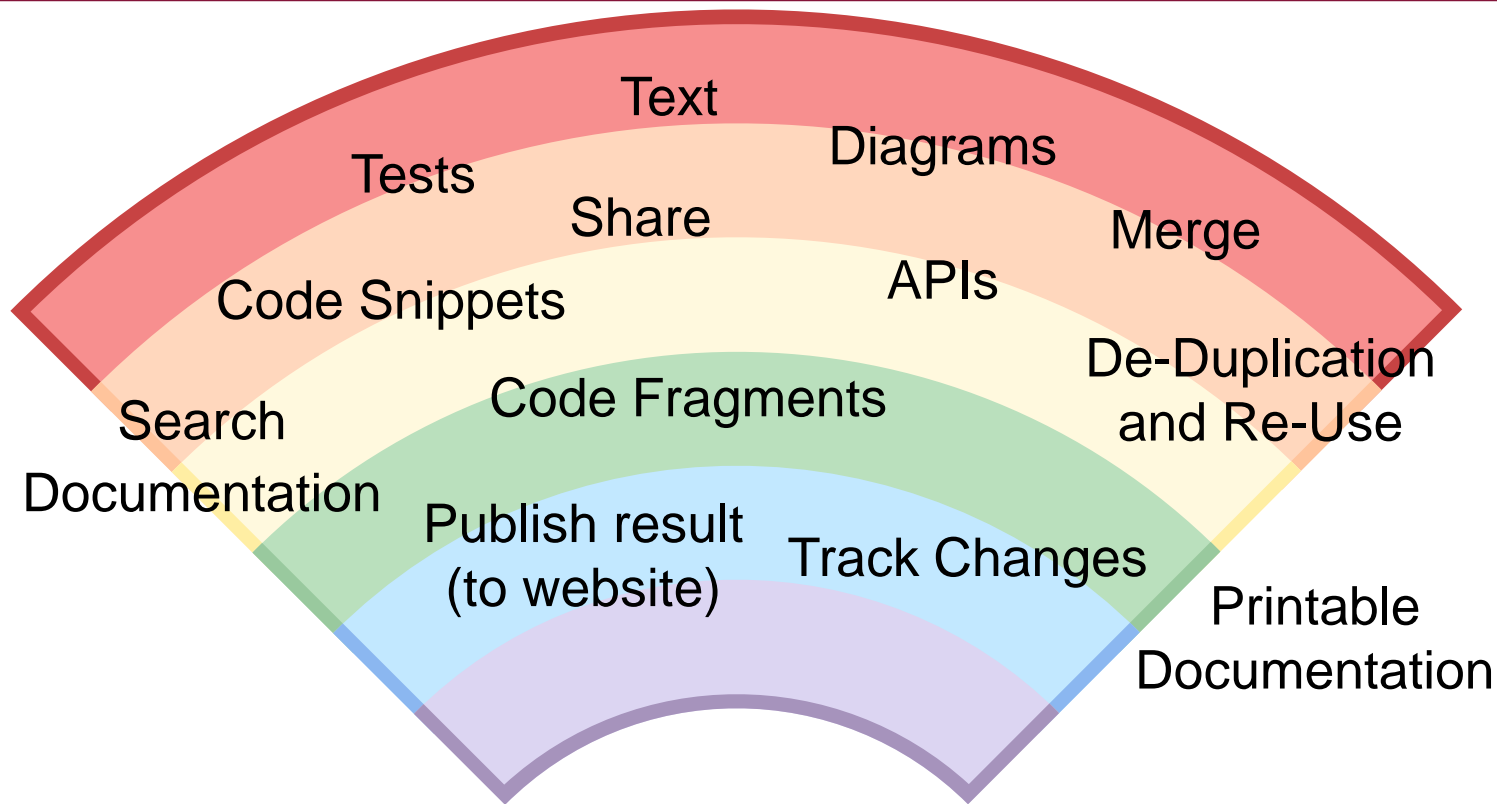 Text
Diagrams
Tests
Share
Merge
APIs
Code Snippets
De-Duplication
and Re-Use
Code Fragments
Search
Documentation
Publish result
(to website)
Track Changes
Printable
Documentation